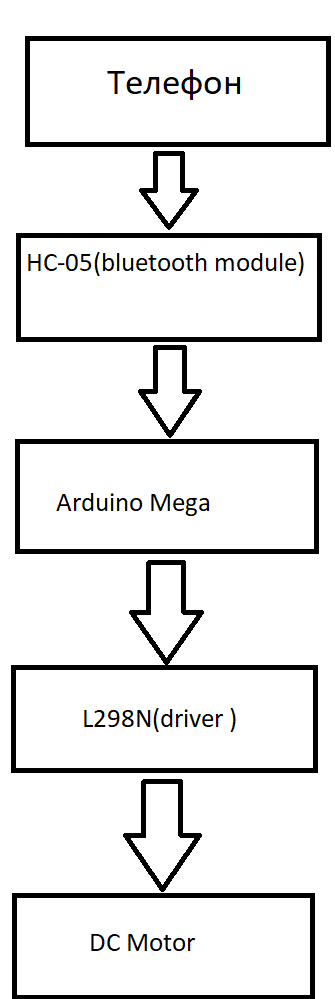 Телефон
HC-05(bluetooth module)
Arduino Mega
L298N(driver )
DC Motor